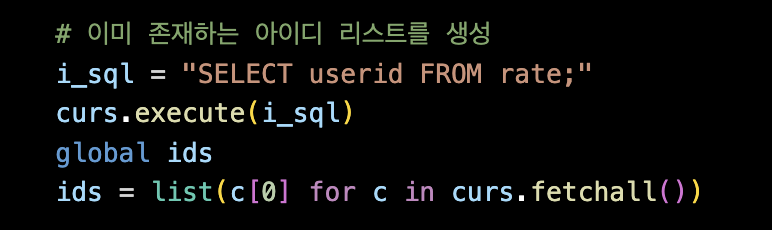 # 이미 존재하는 아이디 리스트를 생성
i_sql = "SELECT userid FROM rate;"
curs.execute(i_sql)
global ids
ids = list(c[0] for c in curs.fetchall())